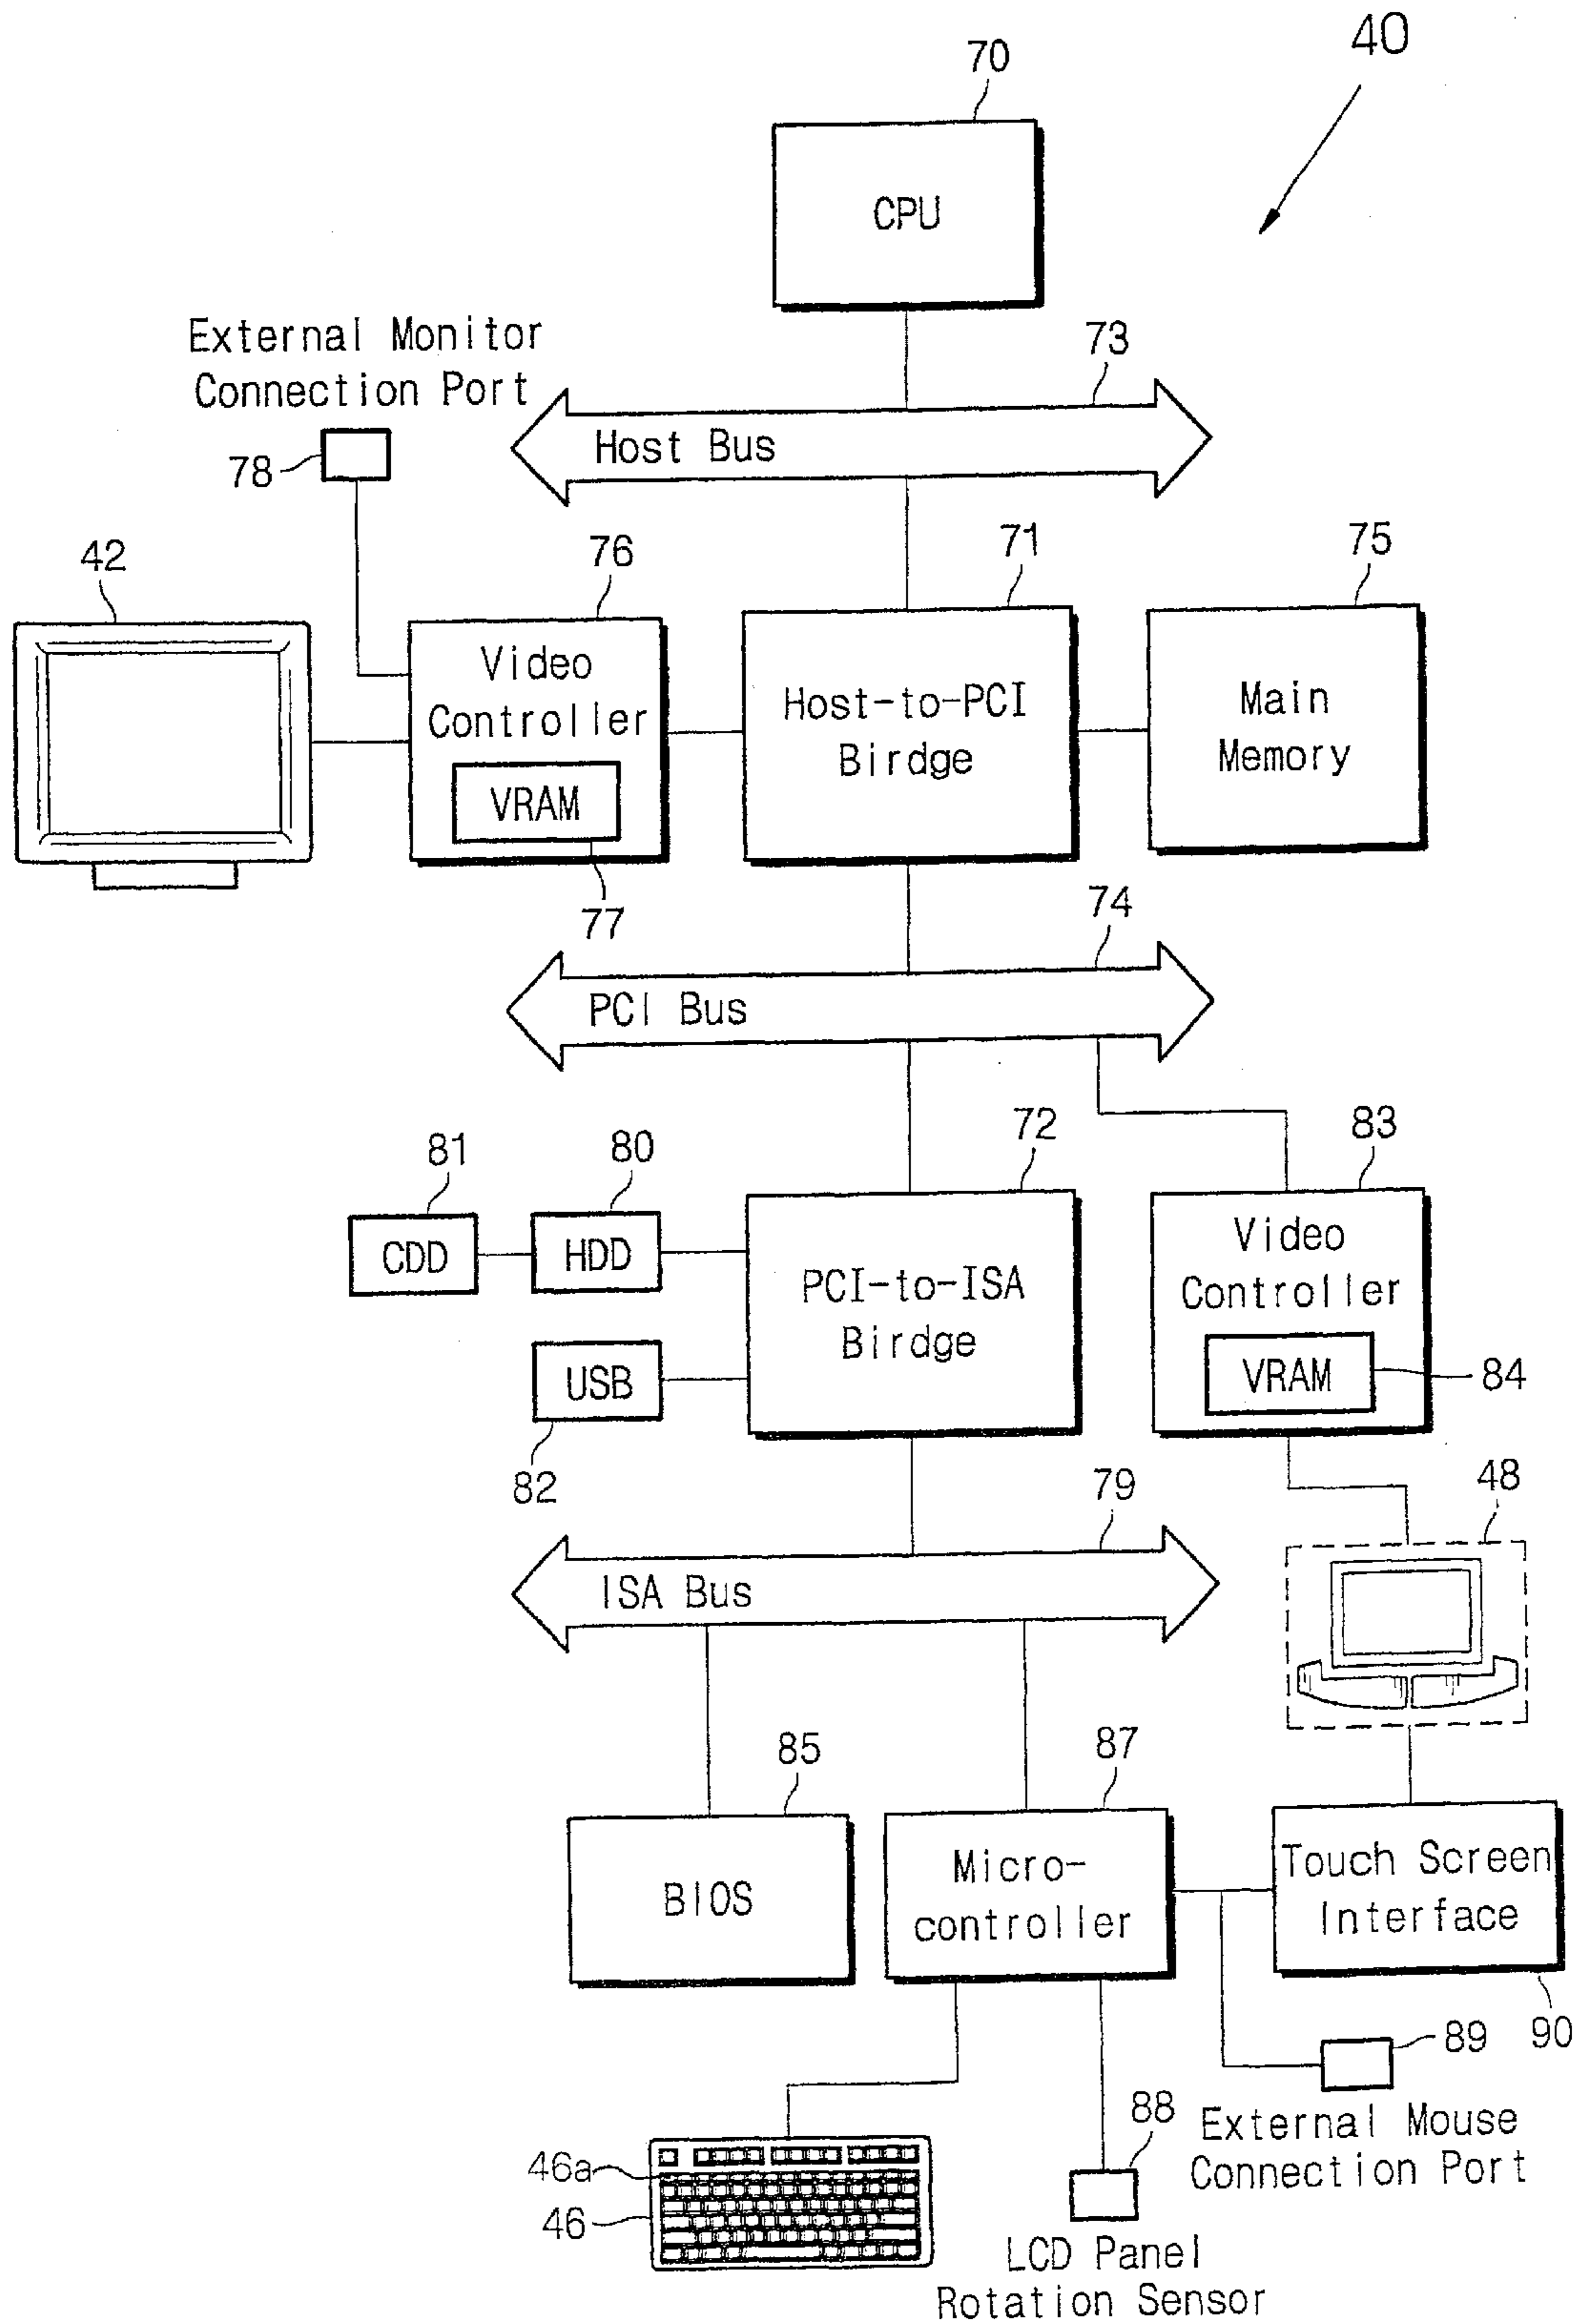 40
70
CPU
External Monitor
Connection Port
73
Host Bus
78
42
76
71
75
Video
Controller
VRAM
Host-to-PCI
Birdge
Main
Memory
77
74
PCI Bus
81
80
72
83
CDD
HDD
PCI-to-ISA
Birdge
Video
Controller
VRAM
84
USB
82
48
79
ISA Bus
85
87
BIOS
Micro-
controller
Touch Screen
Interface
90
89
External Mouse
Connection Port
88
46a
46
LCD Panel
Rotation Sensor